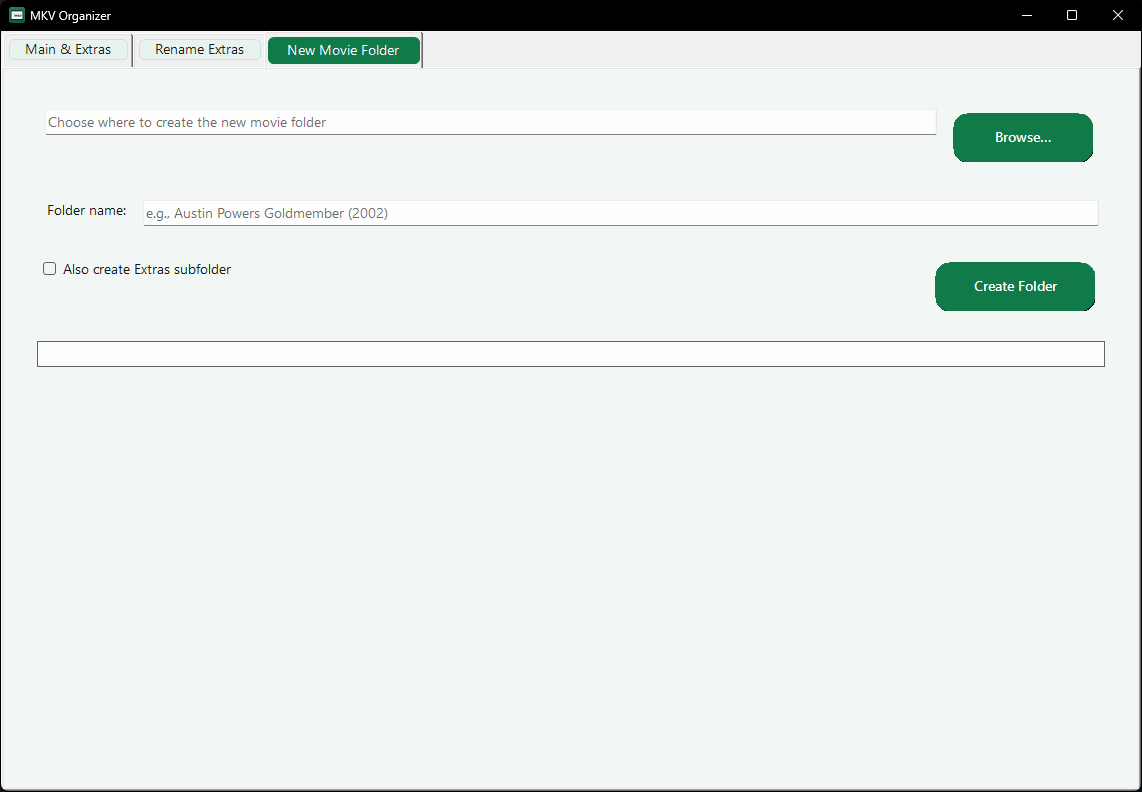 MKV Organizer
Main & Extras Rename Extras New Movie Folder
Choose where to create the new movie folder
Browse...
Folder name: e.g., Austin Powers Goldmember (2002)
Also create Extras subfolder
Create Folder